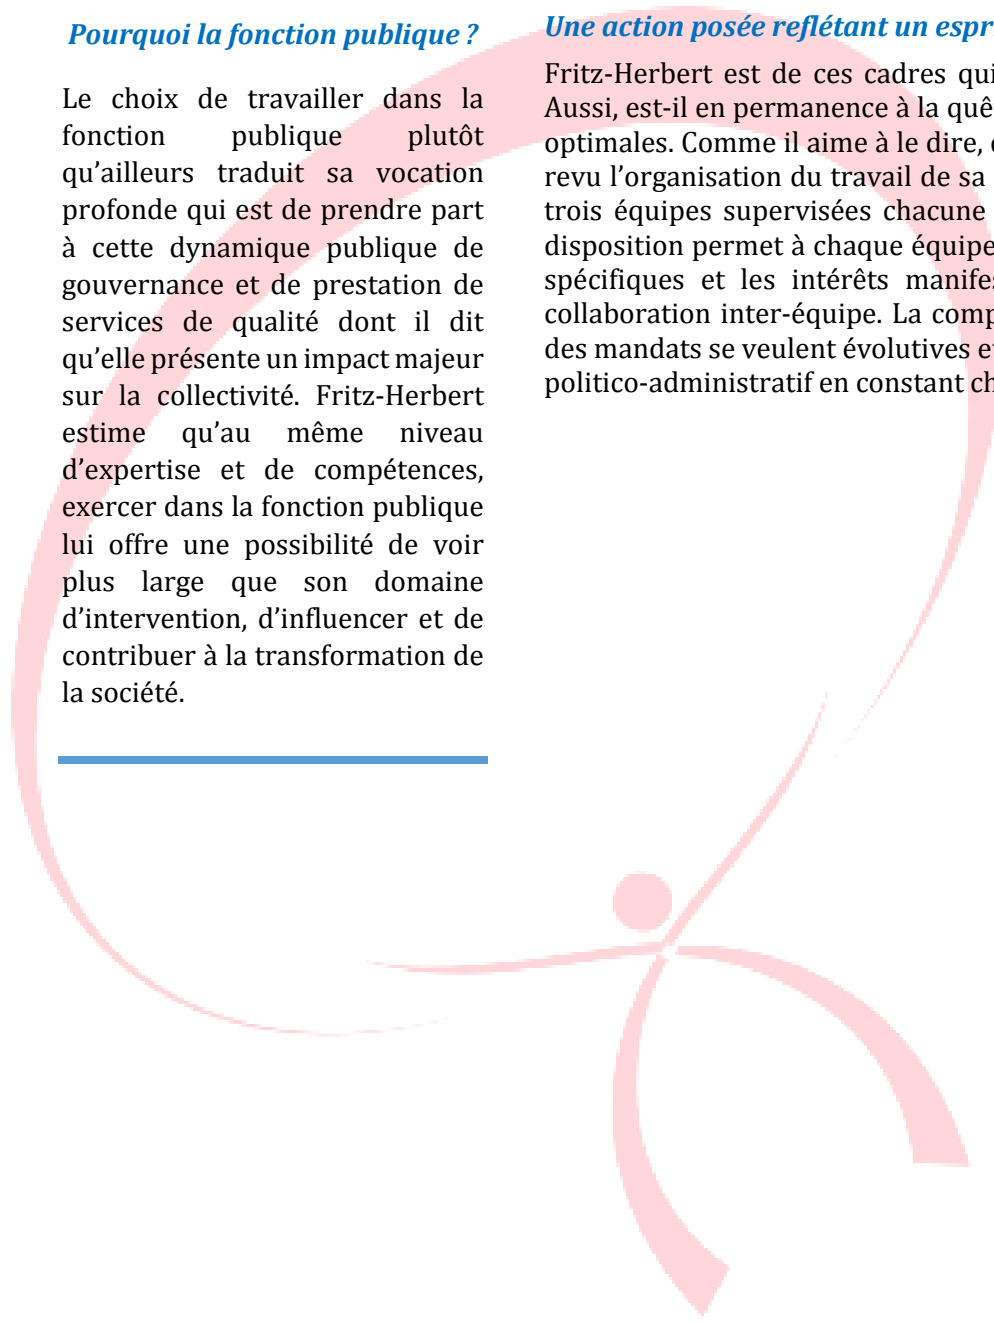 Pourquoi la fonction publique ?
Le choix de travailler dans la
fonction publique plutôt
qu’ailleurs traduit sa vocation
profonde qui est de prendre part
à cette dynamique publique de
gouvernance et de prestation de
services de qualité dont il dit
qu’elle présente un impact majeur
sur la collectivité. Fritz-Herbert
estime qu’au même niveau
d’expertise et de compétences,
exercer dans la fonction publique
lui offre une possibilité de voir
plus large que son domaine
d’intervention, d’influencer et de
contribuer à la transformation de
la société.
Une action posée reflétant un
Fritz-Herbert est de ces cadres qui
Aussi, est-il en permanence à la
optimales. Comme il aime à le dire,
revu l’organisation du travail de sa
trois équipes supervisées chacune
disposition permet à chaque équipe
spécifiques et les intérêts
collaboration inter-équipe. La
des mandats se veulent évolutives
politico-administratif en constant